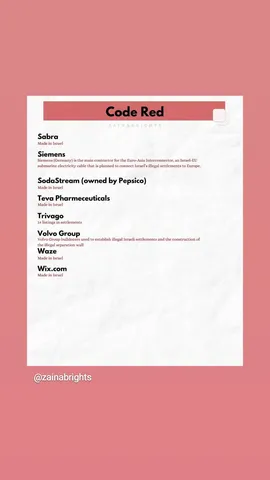 Code Red
Sabra
Made in Israel
Siemens
Siemens (Germany) is the main contractor for the Euro-Asia Interconnector, an Israel-EU
submarine electricity cable that is planned to connect Israel's illegal settlements to Europe.
SodaStream (owned by Pepsico)
Made in Israel
Teva Pharmeceuticals
Made in Israel
Trivago
listings in settlements
Volvo Group
Volvo Group bulldozers used to establish illegal Israeli settlements and the construction of
the illegal separation wall
Waze
Made in Israel
Wix.com
Made in Israel
@zainabrights